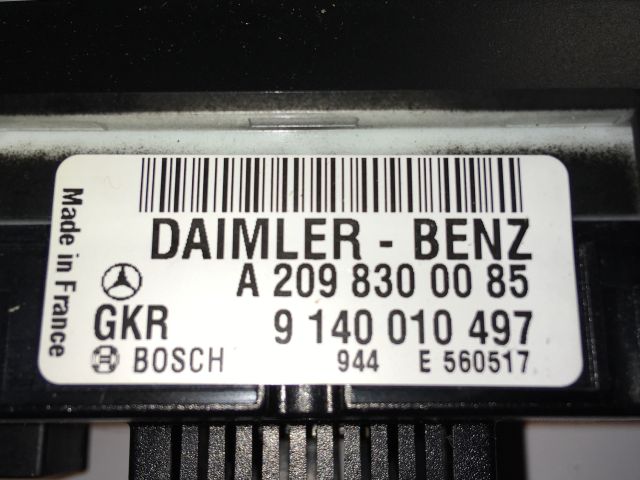 Made in France
DAIMLER - BENZ
A 209 830 00 85
GKR 9 140 010 497
BOSCH 944 E 560517